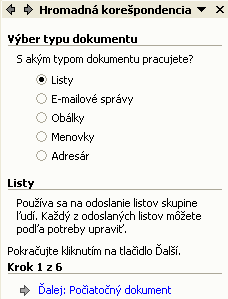 Hromadná korešpondencia
Výber typu dokumentu
S akým typom dokumentu pracujete?
Listy
E-mailové správy
Obálky
Menovky
Adresár
Listy
Používa sa na odoslanie listov skupine
ľudí. Každý z odoslaných listov môžete
podľa potreby upraviť.
Pokračujte kliknutím na tlačidlo Ďalší.
Krok 1 z 6
Ďalej: Počiatočný dokument